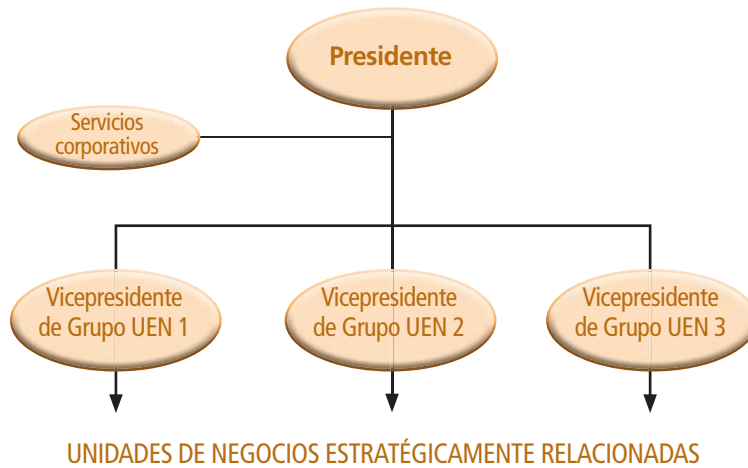 Presidente
Servicios
corporativos
Vicepresidente
de Grupo UEN 1
Vicepresidente
de Grupo UEN 2
Vicepresidente
de Grupo UEN 3
UNIDADES DE NEGOCIOS ESTRATÉGICAMENTE RELACIONADAS